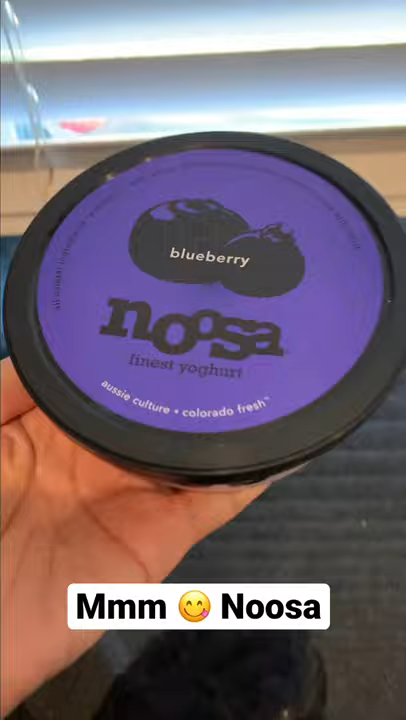 blueberry
noosa
finest yoghurt
aussie culture • colorado fresh™
Mmm 😋 Noosa